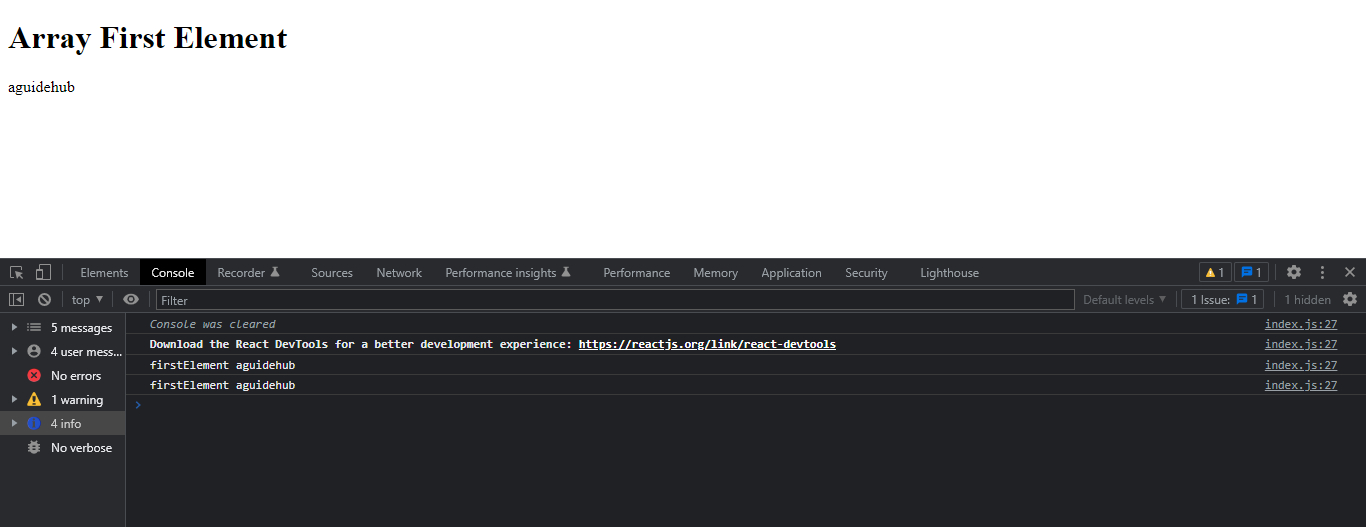 Array First Element
aguidehub
Elements Console Recorder Sources Network Performance insights Performance Memory Application Security Lighthouse 1 1
top Filter Default levels 1 Issue: 1 1 hidden
5 messages
4 user mess...
No errors
1 warning
4 info
No verbose
Console was cleared index.js:27
Download the React DevTools for a better development experience: https://reactjs.org/link/react-devtools index.js:27
firstElement aguidehub index.js:27
firstElement aguidehub index.js:27